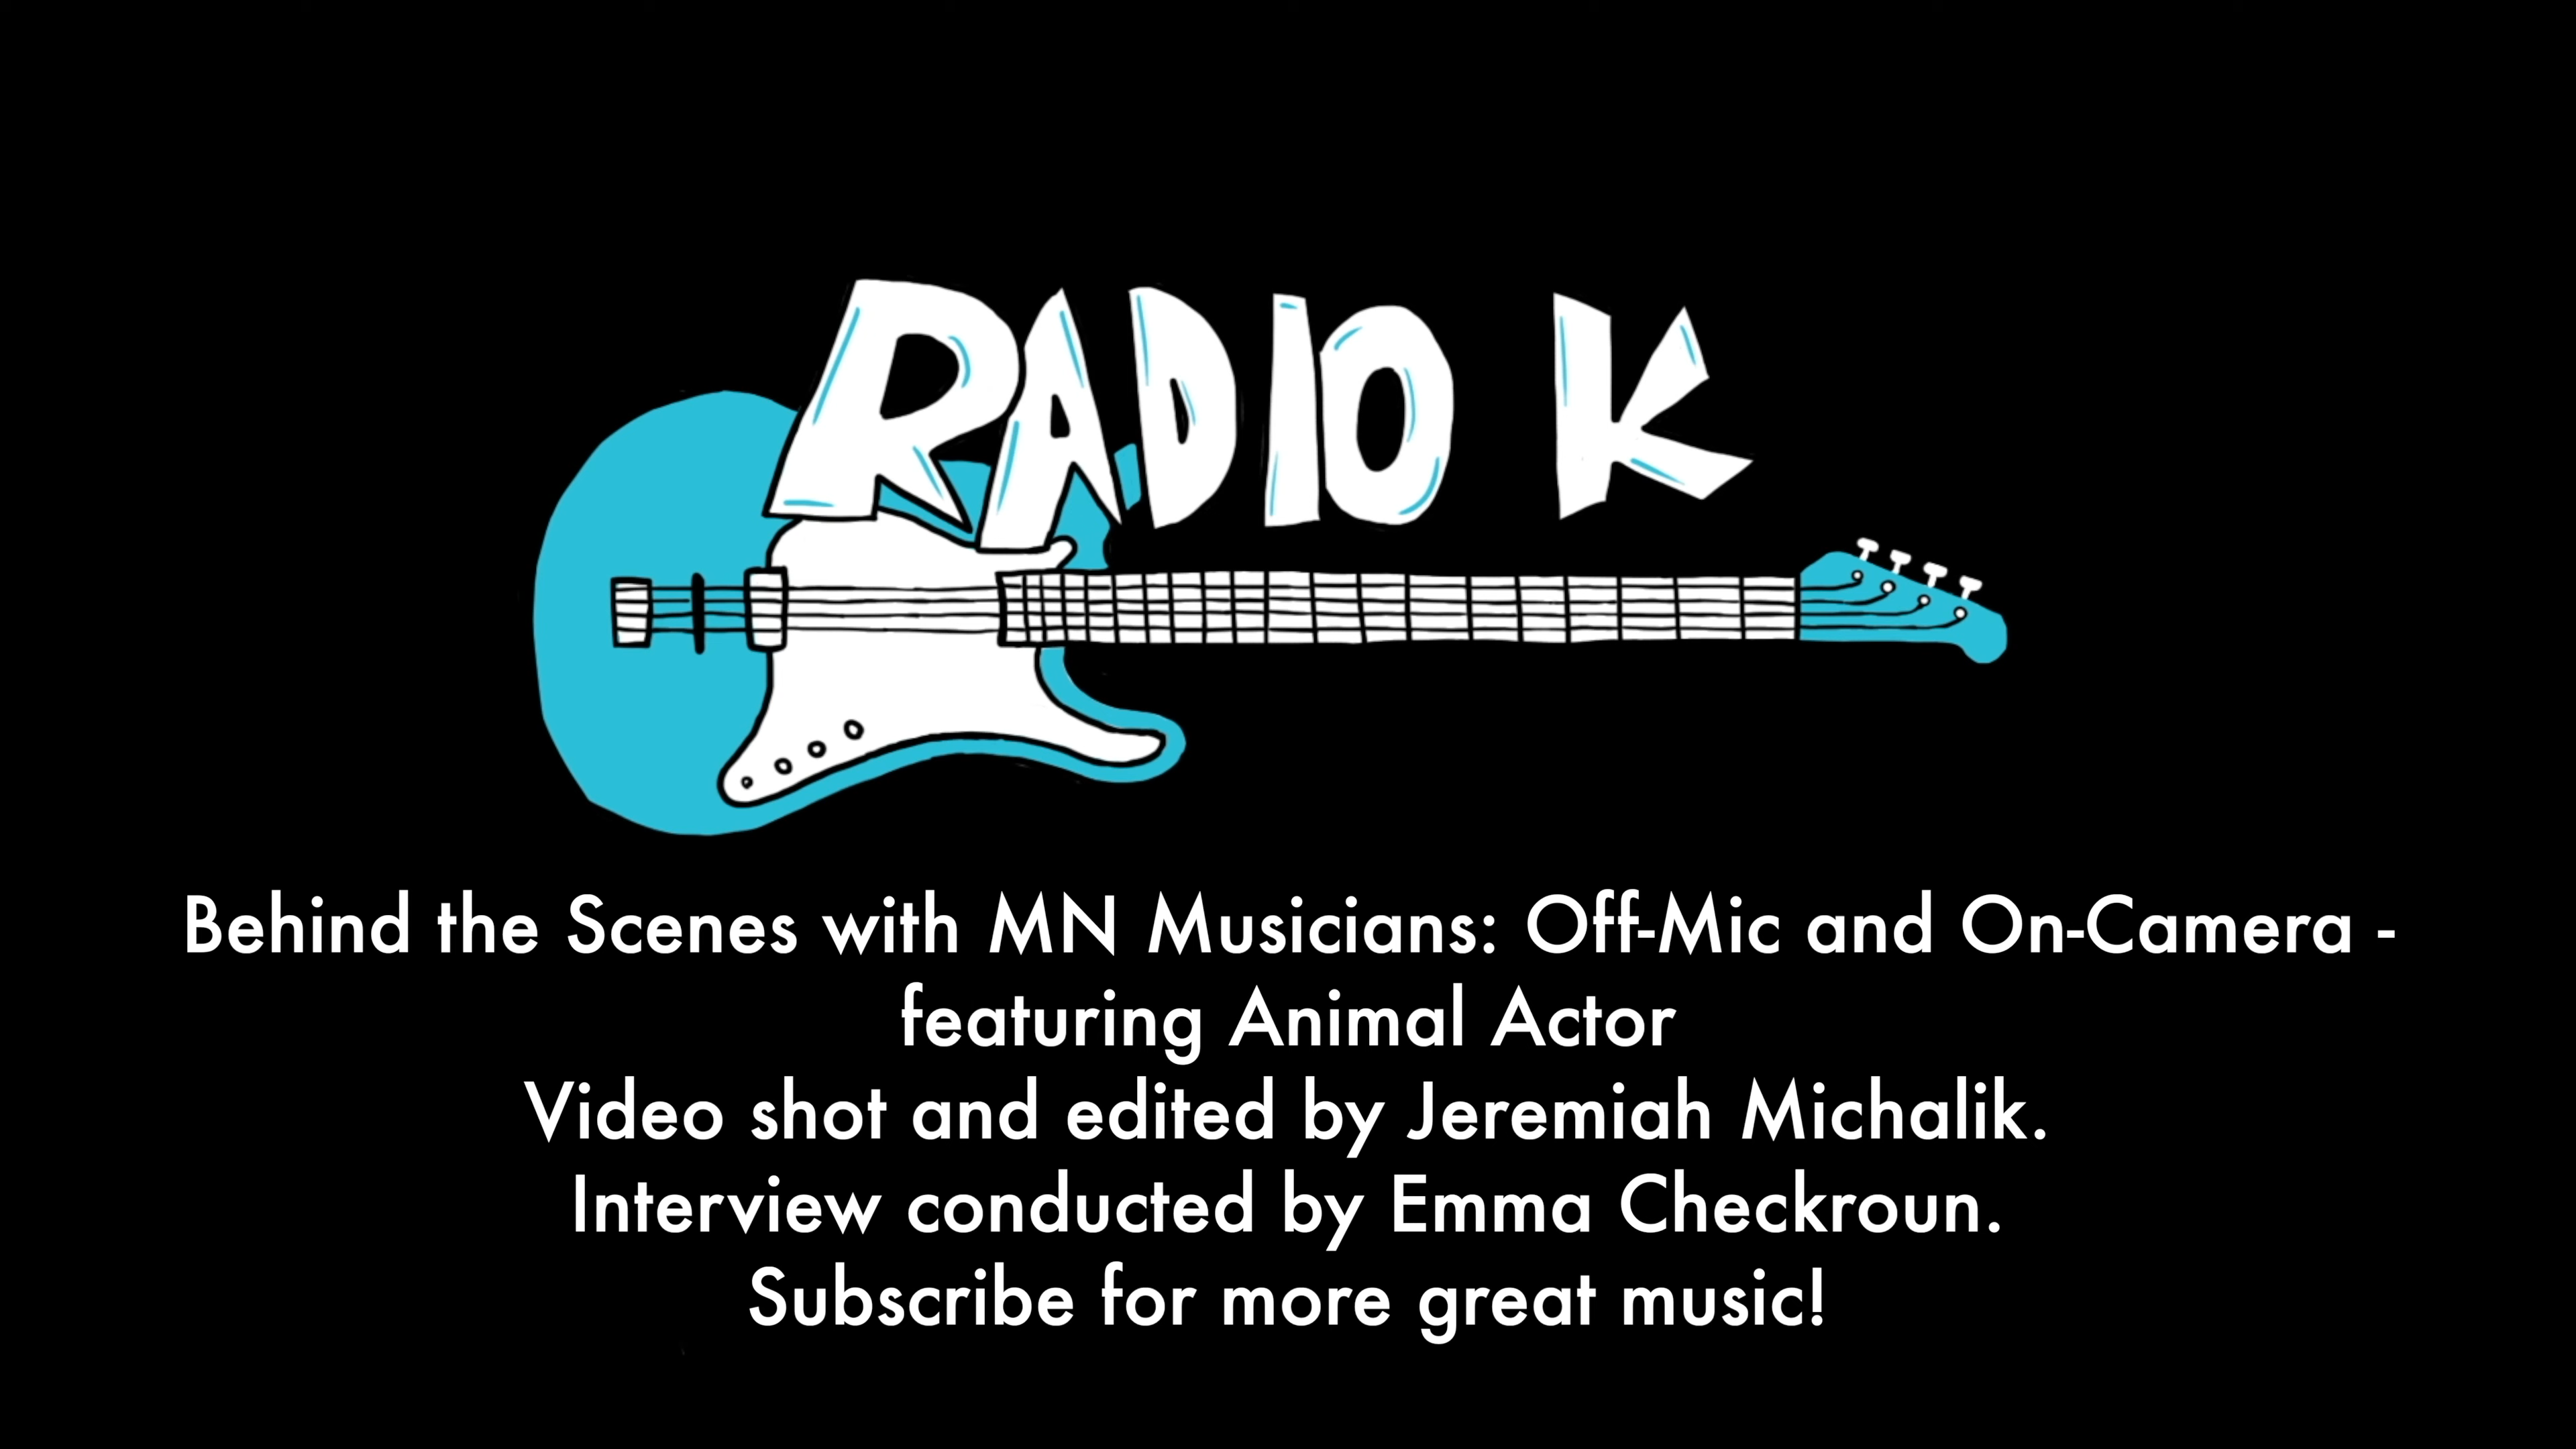 RADIO K
Behind the Scenes with MN Musicians: Off-Mic and On-Camera -
featuring Animal Actor
Video shot and edited by Jeremiah Michalik.
Interview conducted by Emma Checkroun.
Subscribe for more great music!